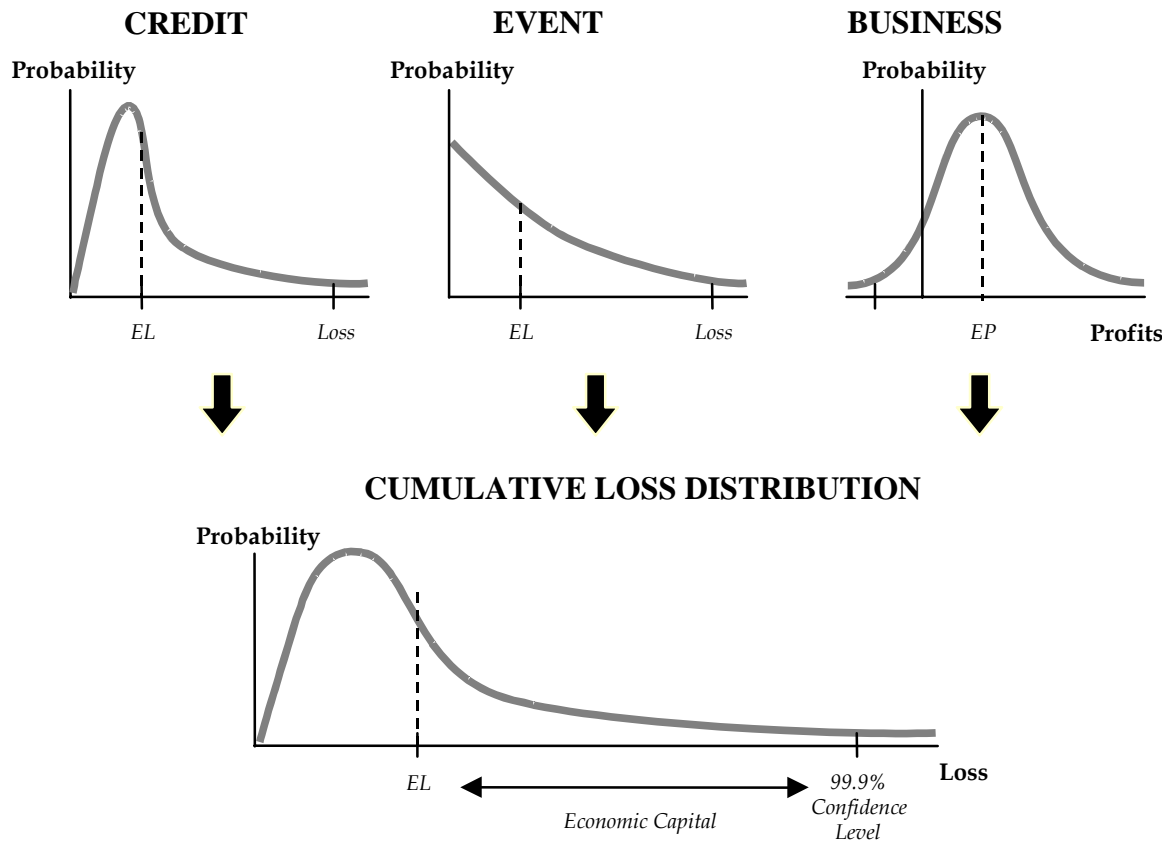 CREDIT
EVENT
BUSINESS
Probability
Probability
Probability
EL
Loss
EL
Loss
EP
Profits
CUMULATIVE LOSS DISTRIBUTION
Probability
EL
99.9%
Confidence
Level
Loss
Economic Capital